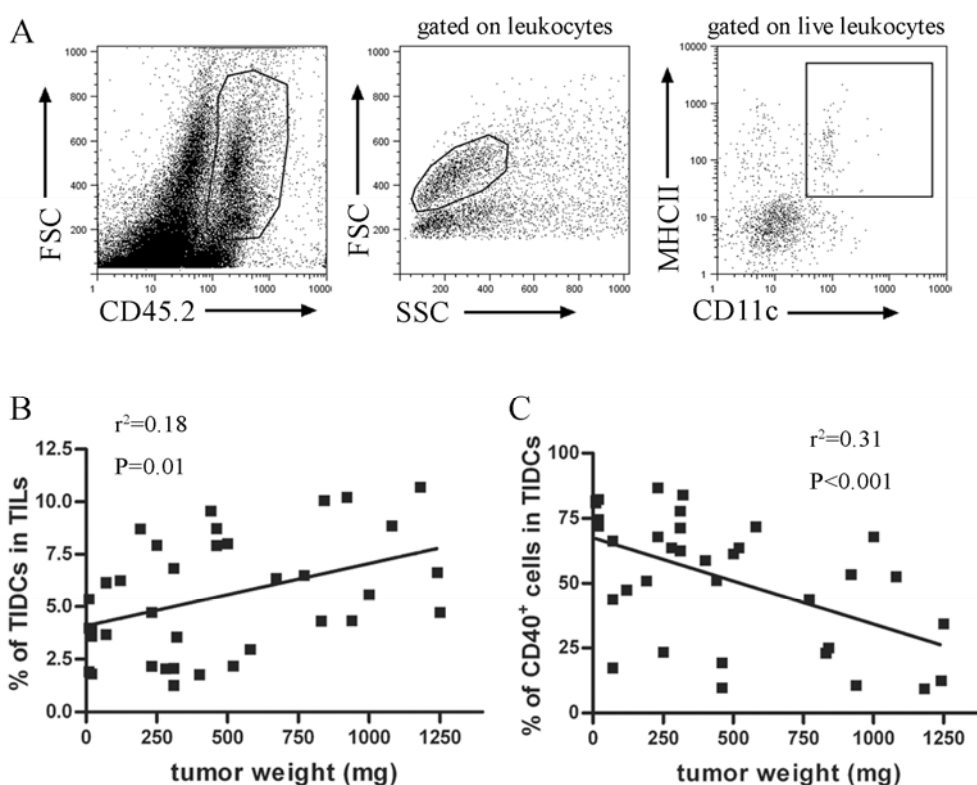 A
gated on leukocytes
gated on live leukocytes
1000
800
600
400
200
1
10
100
1000
10000
FSC
CD45.2
1000
800
600
400
200
200
400
600
800
1000
FSC
SSC
10000
1000
100
10
1
1
10
100
1000
10000
MHCII
CD11c
B
r²=0.18
P=0.01
12.5
10.0
7.5
5.0
2.5
0.0
0
250
500
750
1000
1250
% of TIDCs in TILs
tumor weight (mg)
C
r²=0.31
P<0.001
100
75
50
25
0
0
250
500
750
1000
1250
% of CD40⁺ cells in TIDCs
tumor weight (mg)